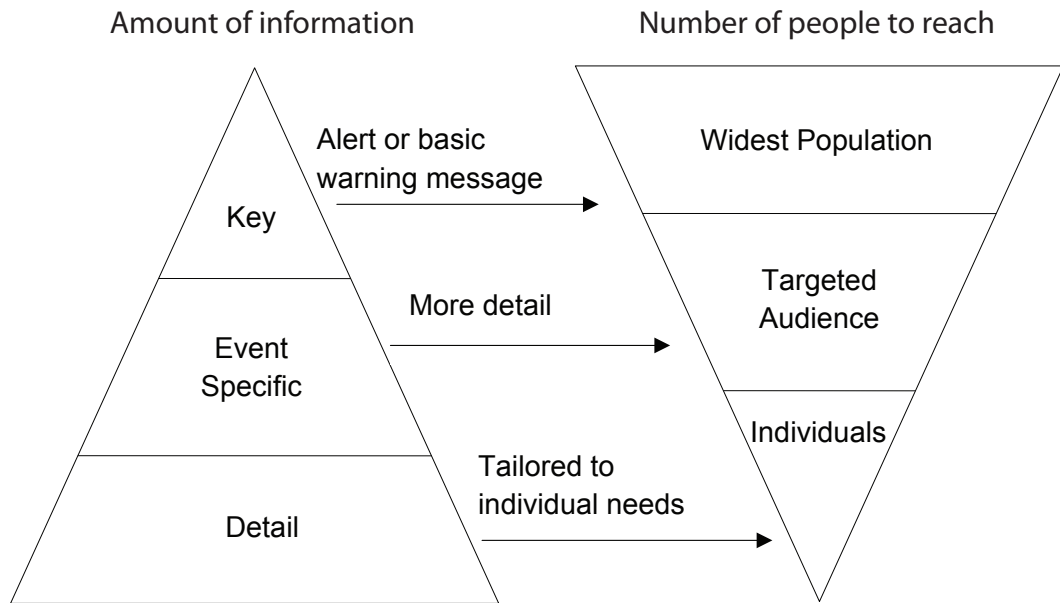 Amount of information
Number of people to reach
Alert or basic
warning message
Widest Population
Key
More detail
Targeted
Audience
Event
Specific
Individuals
Tailored to
individual needs
Detail